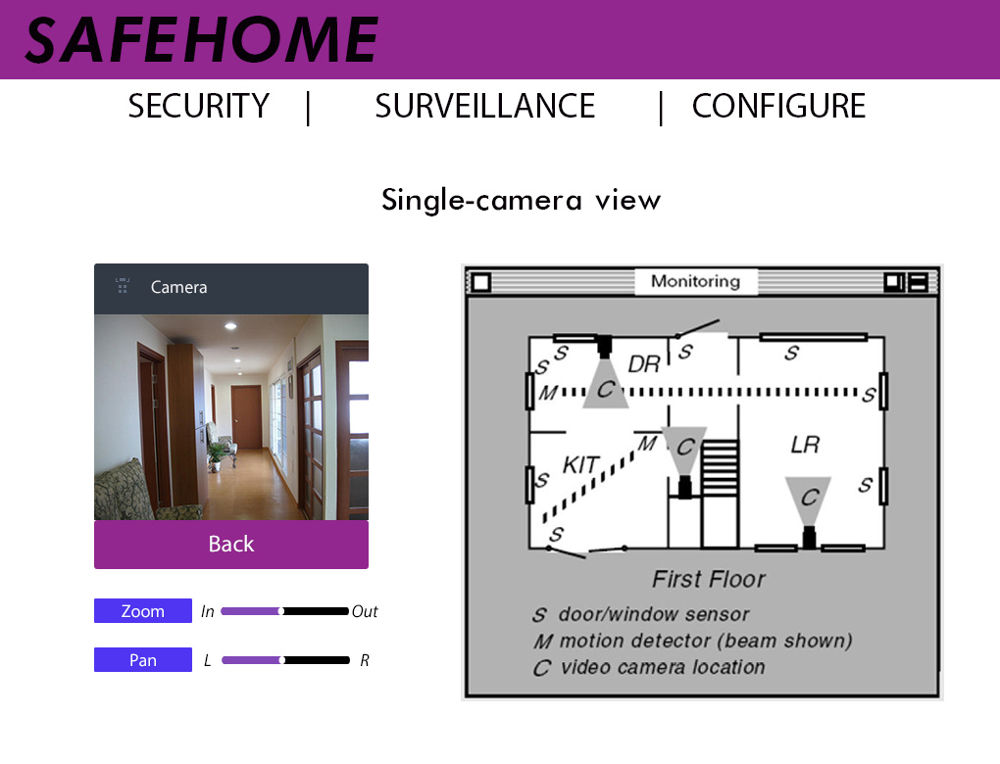 SAFEHOME
SECURITY | SURVEILLANCE | CONFIGURE
Single-camera view
Camera
Back
Zoom In Out
Pan L R
Monitoring
S S DR S S
M C S
KIT M C LR
S C S
S
First Floor
S door/window sensor
M motion detector (beam shown)
C video camera location